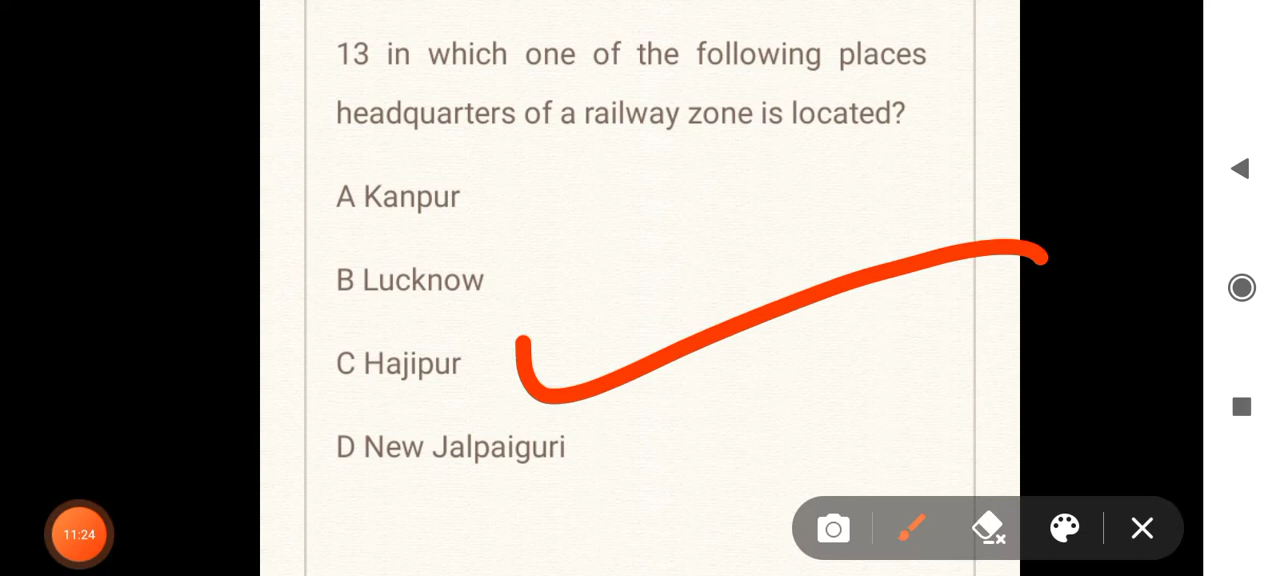 13 in which one of the following places
headquarters of a railway zone is located?
A Kanpur
B Lucknow
C Hajipur
D New Jalpaiguri
11:24